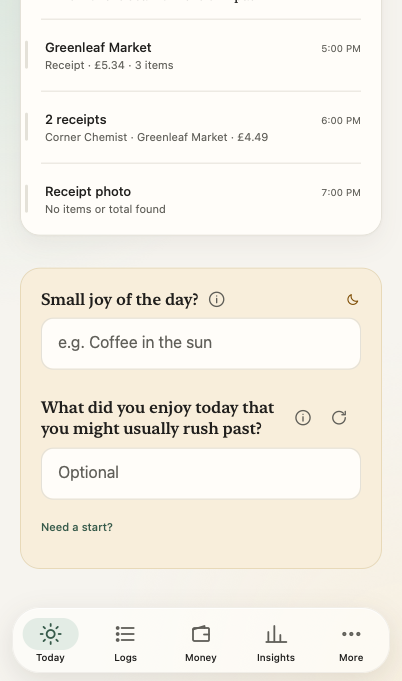 Greenleaf Market
5:00 PM
Receipt · £5.34 · 3 items
2 receipts
6:00 PM
Corner Chemist · Greenleaf Market · £4.49
Receipt photo
7:00 PM
No items or total found
Small joy of the day?
e.g. Coffee in the sun
What did you enjoy today that
you might usually rush past?
Optional
Need a start?
Today
Logs
Money
Insights
More